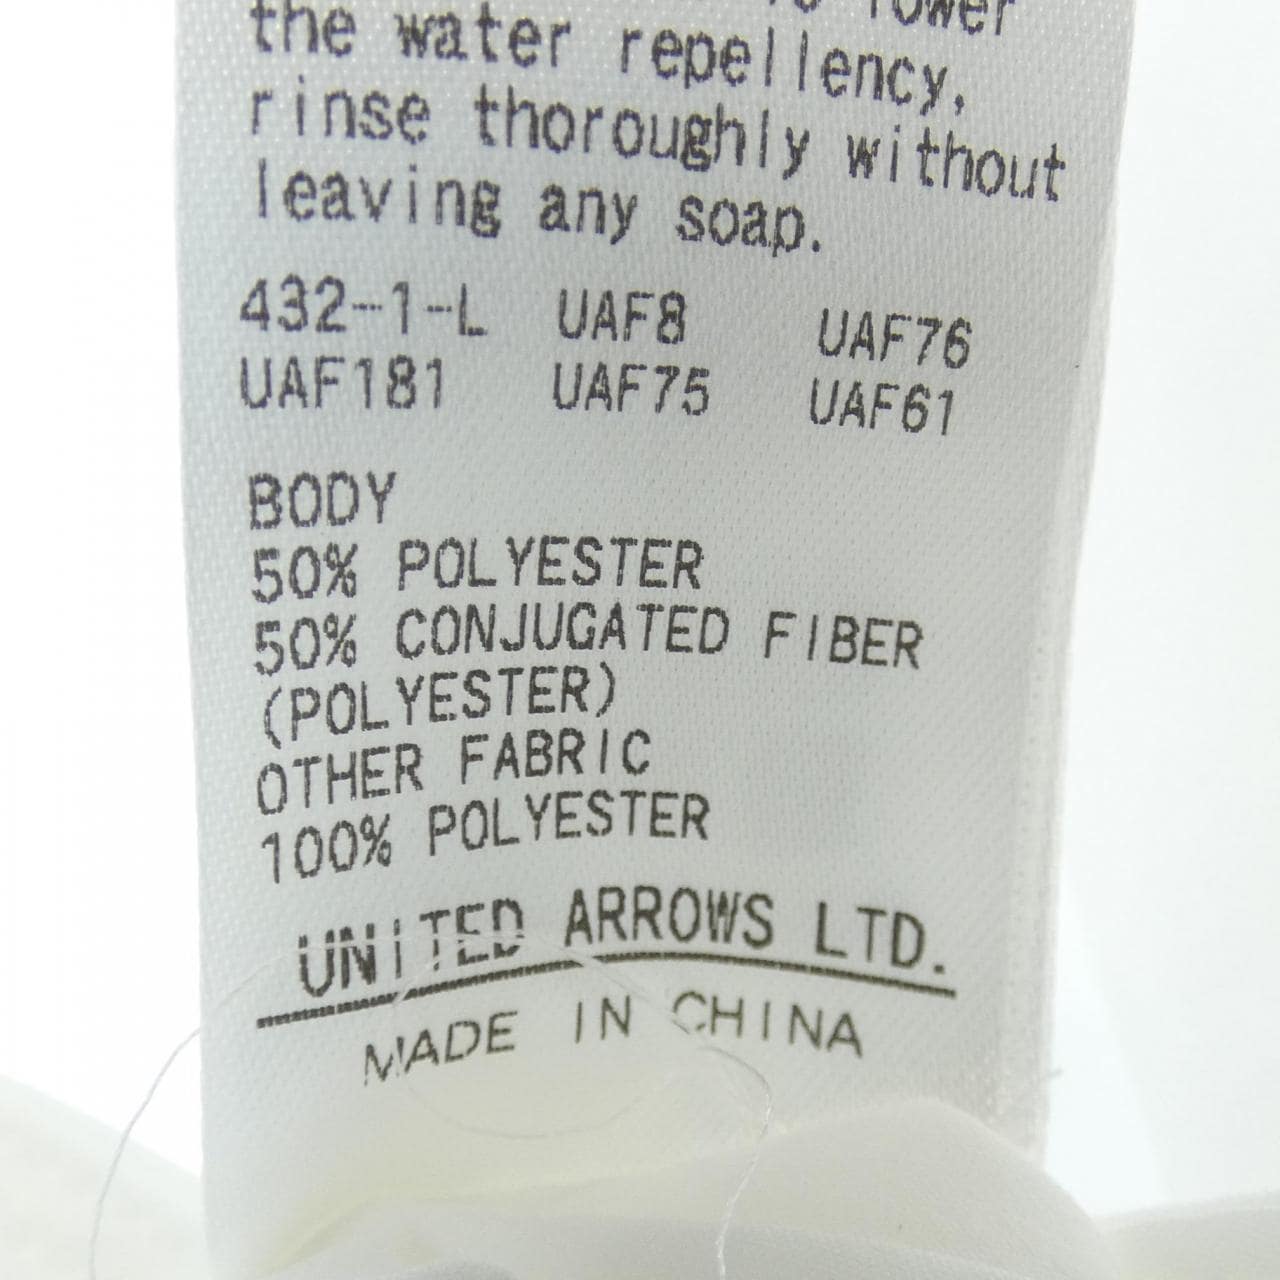 lower
the water repellency,
rinse thoroughly without
leaving any soap.
432-1-L UAF8 UAF76
UAF181 UAF75 UAF61
BODY
50% POLYESTER
50% CONJUGATED FIBER
(POLYESTER)
OTHER FABRIC
100% POLYESTER
UNITED ARROWS LTD.
MADE IN CHINA